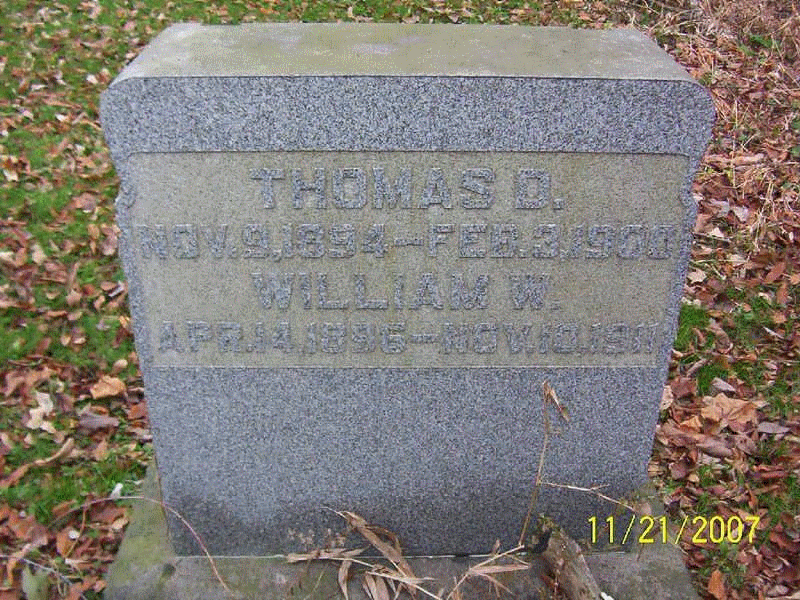 THOMAS D.
NOV. 9, 1894 — FEB. 3, 1900
WILLIAM W.
APR. 14, 1896 — NOV. 10, 1911
11/21/2007